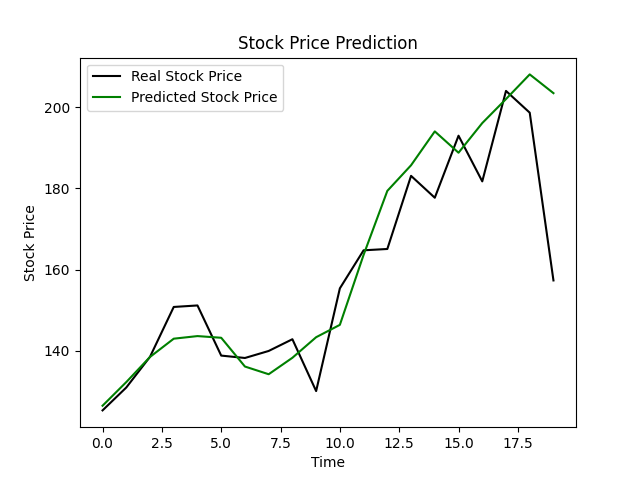 Stock Price Prediction
Real Stock Price
Predicted Stock Price
Stock Price
200
180
160
140
0.0 2.5 5.0 7.5 10.0 12.5 15.0 17.5
Time